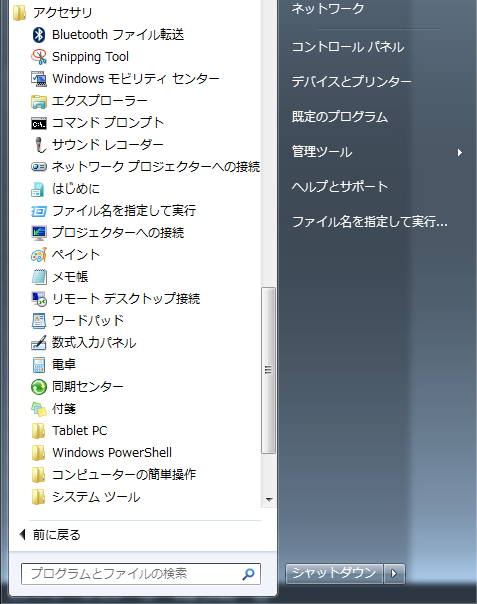 アクセサリ
Bluetooth ファイル転送
Snipping Tool
Windows モビリティ センター
エクスプローラー
コマンド プロンプト
サウンド レコーダー
ネットワーク プロジェクターへの接続
はじめに
ファイル名を指定して実行
プロジェクターへの接続
ペイント
メモ帳
リモート デスクトップ接続
ワードパッド
数式入力パネル
電卓
同期センター
付箋
Tablet PC
Windows PowerShell
コンピューターの簡単操作
システム ツール
前に戻る
プログラムとファイルの検索
ネットワーク
コントロール パネル
デバイスとプリンター
既定のプログラム
管理ツール
ヘルプとサポート
ファイル名を指定して実行...
シャットダウン